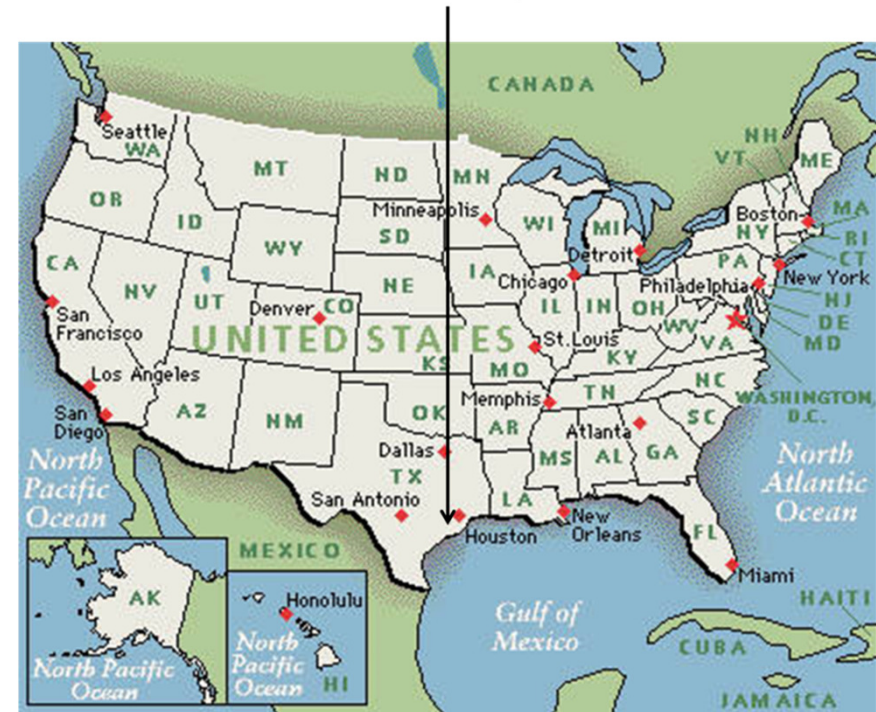 CANADA
Seattle
WA
MT
ND
MN
OR
ID
WY
SD
Minneapolis
WI
MI
Detroit
NH
VT
ME
Boston
MA
NY
RI
CT
CA
NV
UT
Denver
CO
NE
IA
Chicago
IL
IN
OH
PA
Philadelphia
New York
NJ
DE
MD
WV
VA
San
Francisco
UNITED STATES
KS
MO
St. Louis
KY
Los Angeles
San
Diego
AZ
NM
OK
AR
Memphis
TN
NC
SC
WASHINGTON,
D.C.
Dallas
TX
San Antonio
Houston
LA
MS
AL
Atlanta
GA
New
Orleans
FL
Miami
North
Pacific
Ocean
North
Atlantic
Ocean
MEXICO
Gulf of
Mexico
HAITI
CUBA
JAMAICA
AK
North Pacific
Ocean
Honolulu
North
Pacific
Ocean
HI